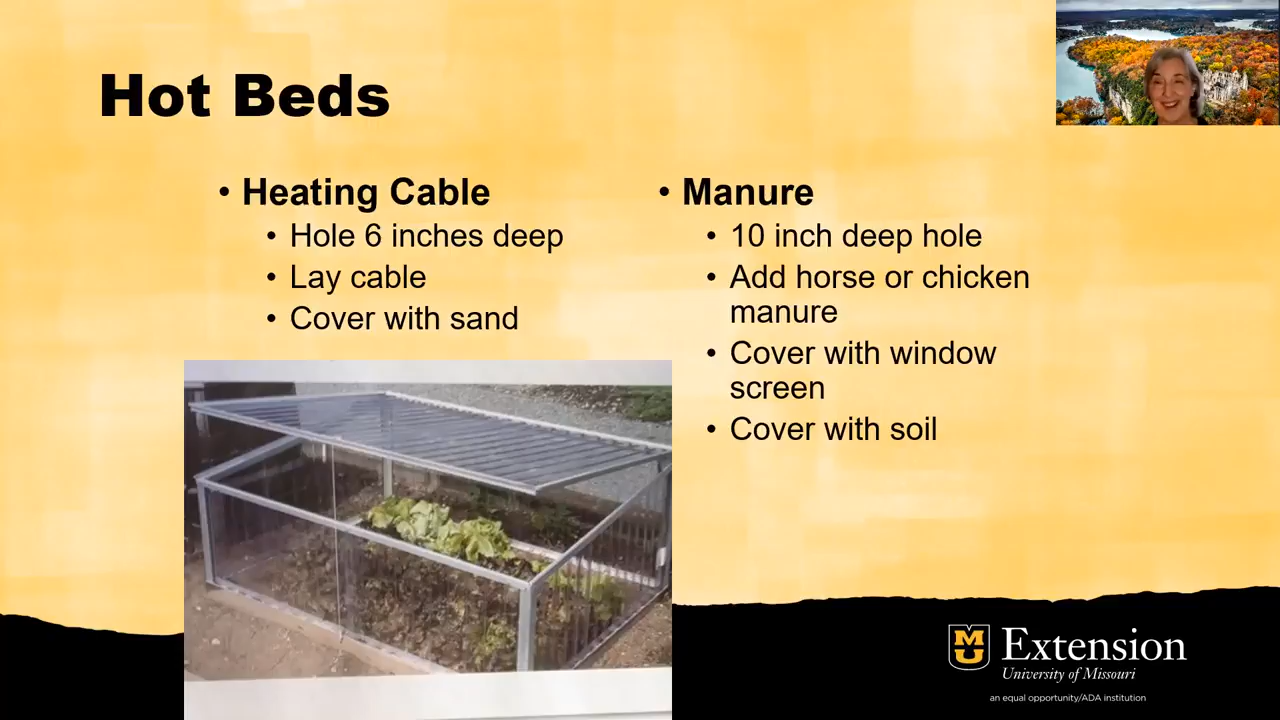 Hot Beds
• Heating Cable
• Hole 6 inches deep
• Lay cable
• Cover with sand
• Manure
• 10 inch deep hole
• Add horse or chicken
manure
• Cover with window
screen
• Cover with soil
MU
Extension
University of Missouri
an equal opportunity/ADA institution